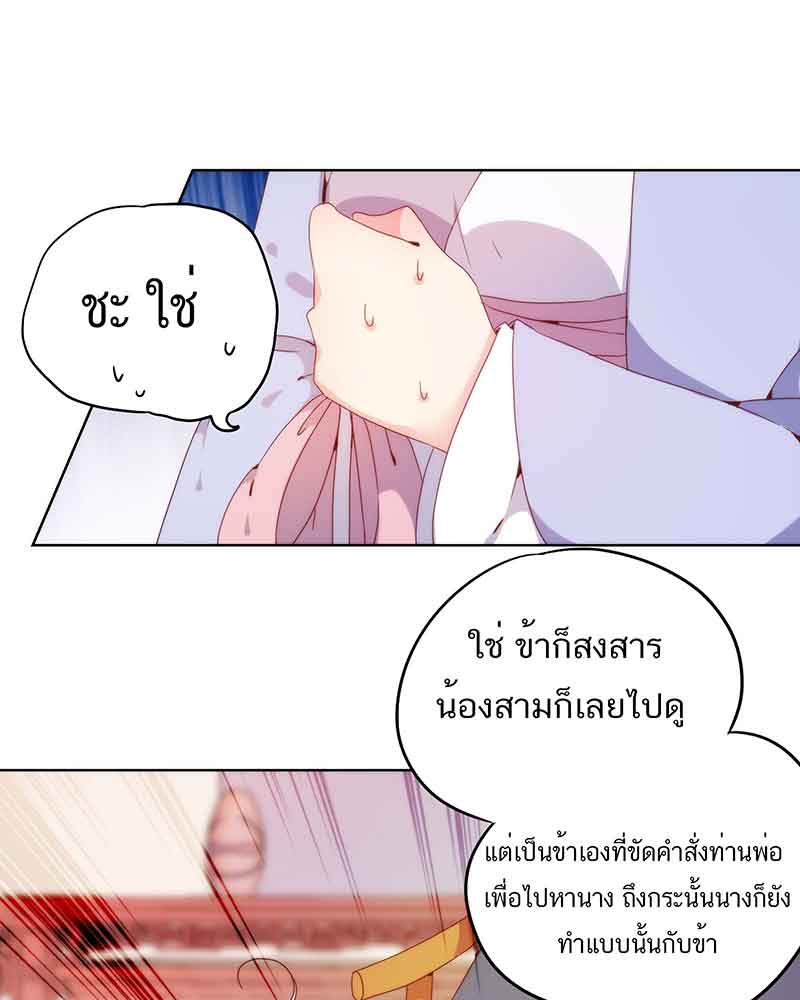 ชะ ใช่
ใช่ ข้าก็สงสาร
น้องสามก็เลยไปดู
แต่เป็นข้าเองที่ขัดคำสั่งท่านพ่อ
เพื่อไปหานาง ถึงกระนั้นนางก็ยัง
ทำแบบนั้นกับข้า